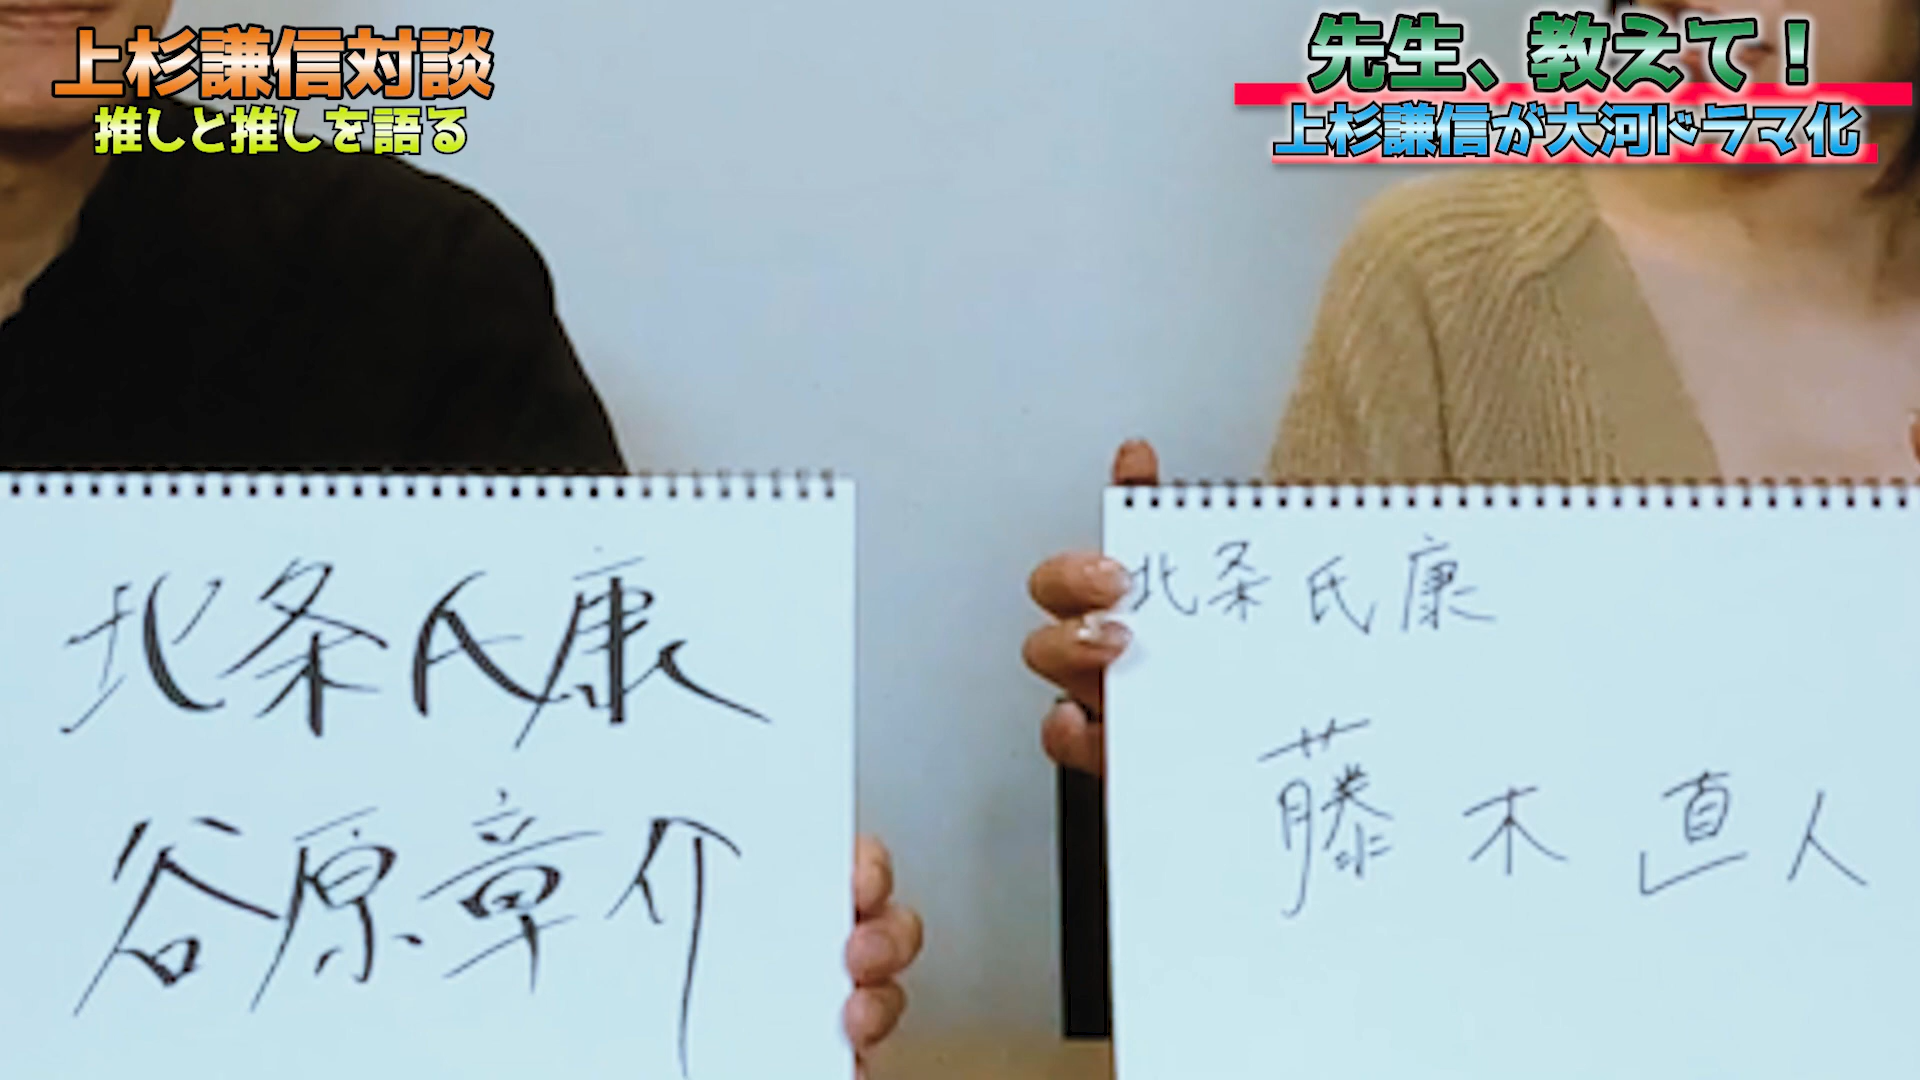 上杉謙信対談
推しと推しを語る
先生、教えて！
上杉謙信が大河ドラマ化
北条氏康
谷原章介
北条氏康
藤木直人